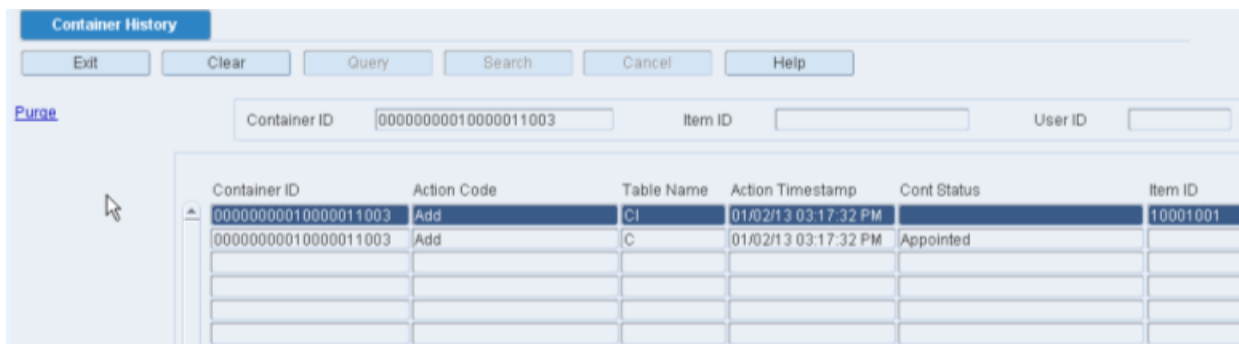 Container History
Exit Clear Query Search Cancel Help
Purge
Container ID 00000000010000011003 Item ID User ID
Container ID Action Code Table Name Action Timestamp Cont Status Item ID
00000000010000011003 Add CI 01/02/13 03:17:32 PM 10001001
00000000010000011003 Add C 01/02/13 03:17:32 PM Appointed